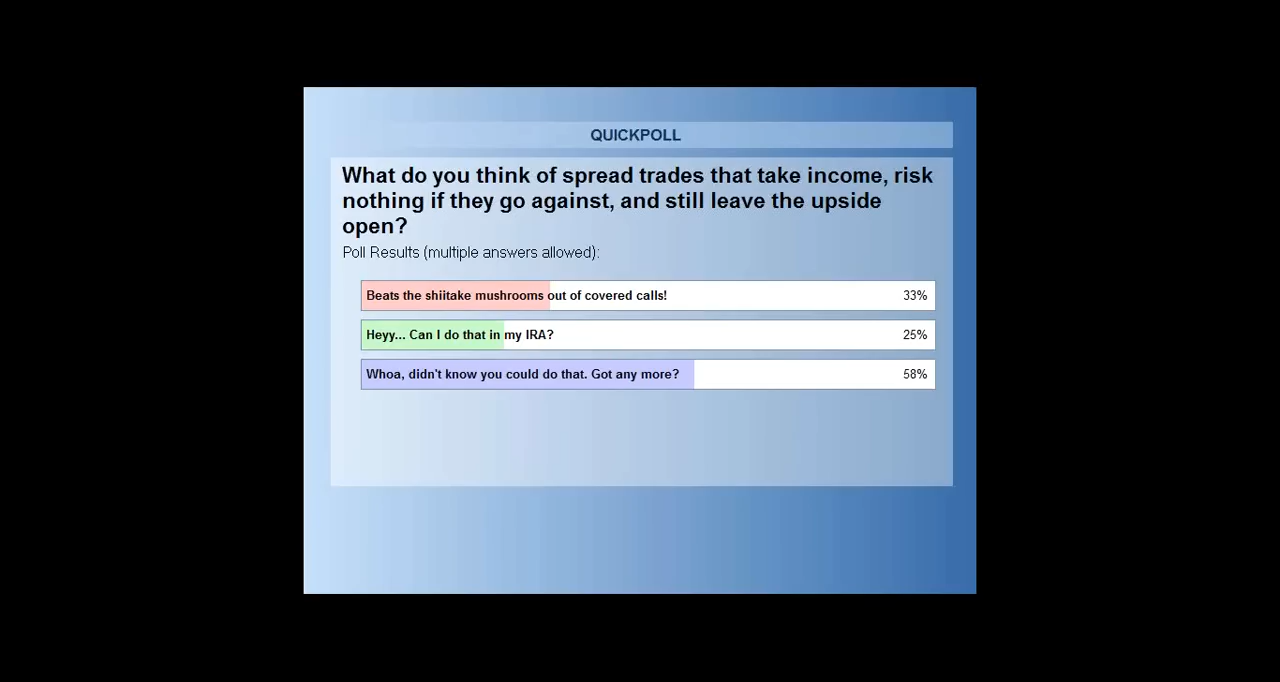 QUICKPOLL
What do you think of spread trades that take income, risk
nothing if they go against, and still leave the upside
open?
Poll Results (multiple answers allowed):
Beats the shiitake mushrooms out of covered calls! 33%
Heyy... Can I do that in my IRA? 25%
Whoa, didn't know you could do that. Got any more? 58%